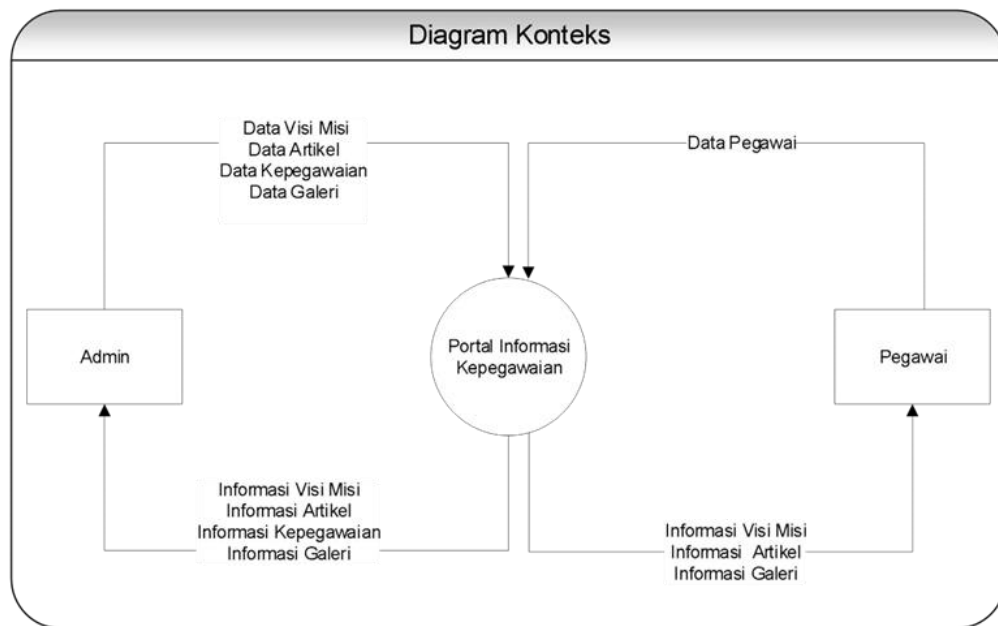 Diagram Konteks
Data Visi Misi
Data Artikel
Data Kepegawaian
Data Galeri
Data Pegawai
Admin
Portal Informasi
Kepegawaian
Pegawai
Informasi Visi Misi
Informasi Artikel
Informasi Kepegawaian
Informasi Galeri
Informasi Visi Misi
Informasi Artikel
Informasi Galeri